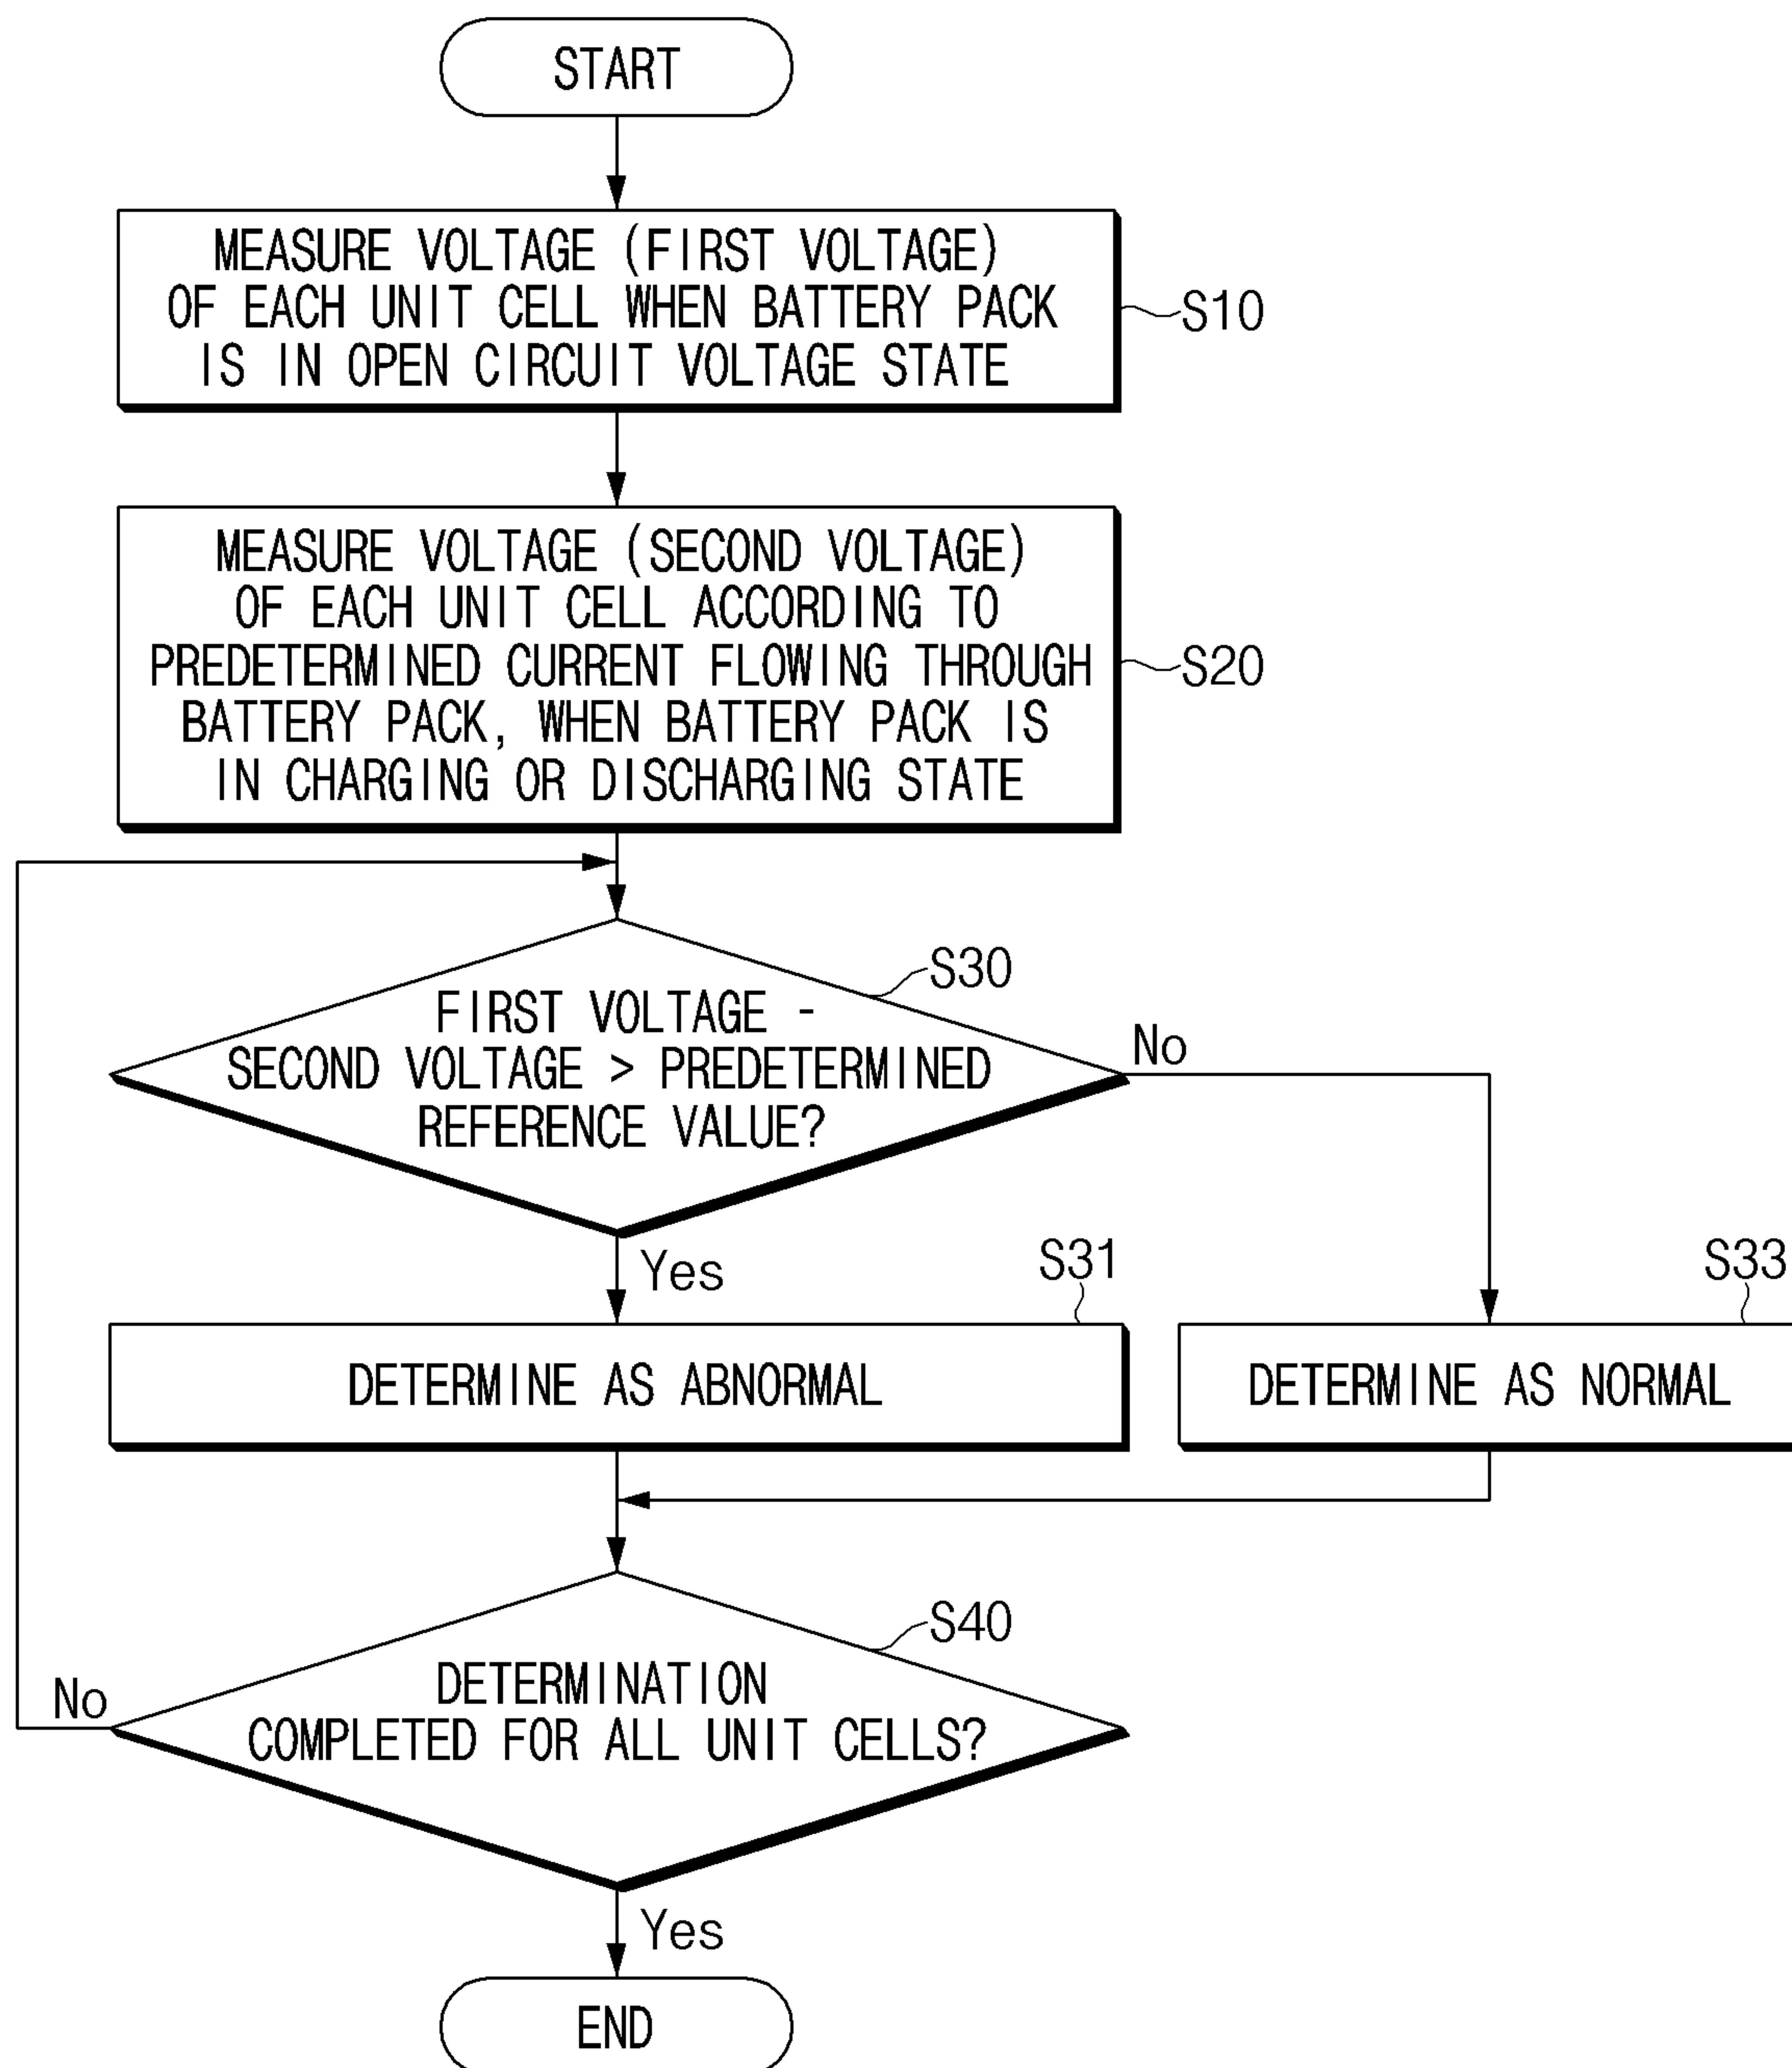 START
MEASURE VOLTAGE (FIRST VOLTAGE)
OF EACH UNIT CELL WHEN BATTERY PACK
IS IN OPEN CIRCUIT VOLTAGE STATE
S10
MEASURE VOLTAGE (SECOND VOLTAGE)
OF EACH UNIT CELL ACCORDING TO
PREDETERMINED CURRENT FLOWING THROUGH
BATTERY PACK, WHEN BATTERY PACK IS
IN CHARGING OR DISCHARGING STATE
S20
S30
FIRST VOLTAGE -
SECOND VOLTAGE > PREDETERMINED
REFERENCE VALUE?
No
Yes
S31
S33
DETERMINE AS ABNORMAL
DETERMINE AS NORMAL
S40
DETERMINATION
COMPLETED FOR ALL UNIT CELLS?
No
Yes
END